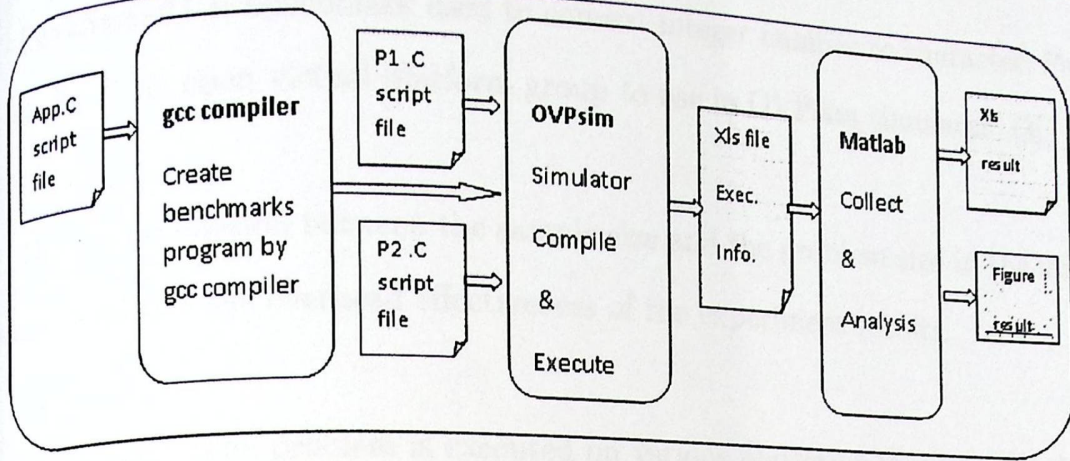 App.C
script
file
gcc compiler
Create
benchmarks
program by
gcc compiler
P1 .C
script
file
P2 .C
script
file
OVPsim
Simulator
Compile
&
Execute
Xls file
Exec.
Info.
Matlab
Collect
&
Analysis
Xls
result
Figure
result